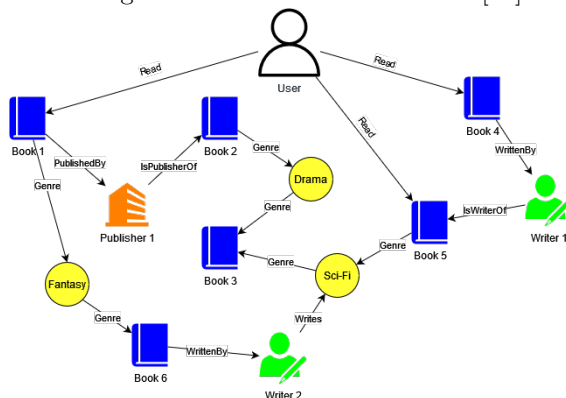 Read
Read
User
Read
Book 1
PublishedBy
IsPublisherOf
Book 2
Genre
Book 4
WrittenBy
Genre
Drama
Genre
Publisher 1
IsWriterOf
Writer 1
Book 5
Genre
Book 3
Genre
Sci-Fi
Fantasy
Genre
Writes
Book 6
WrittenBy
Writer 2